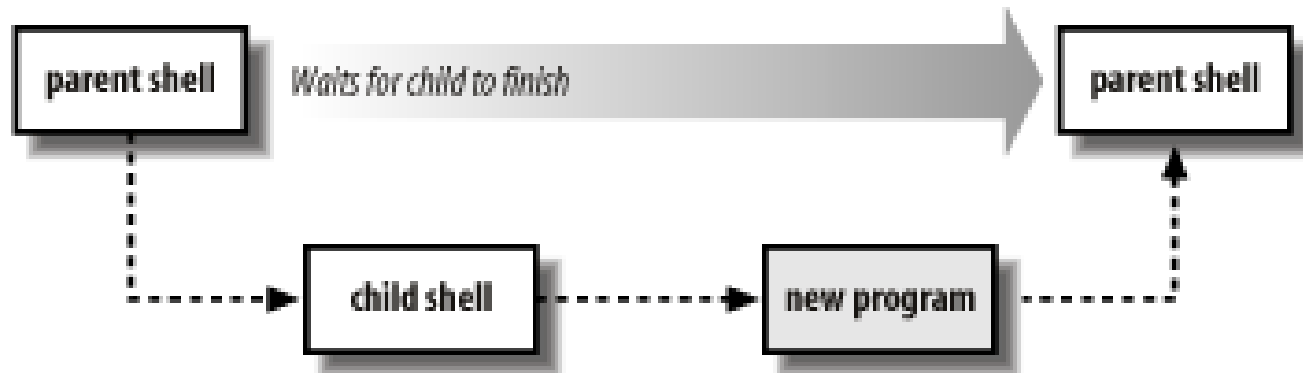 parent shell
Waits for child to finish
parent shell
child shell
new program